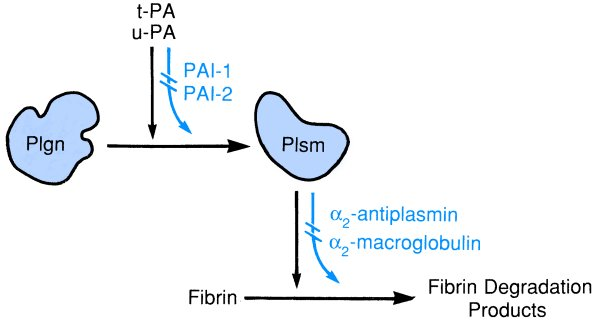 t-PA
u-PA
PAI-1
PAI-2
Plgn
Plsm
α₂-antiplasmin
α₂-macroglobulin
Fibrin
Fibrin Degradation
Products